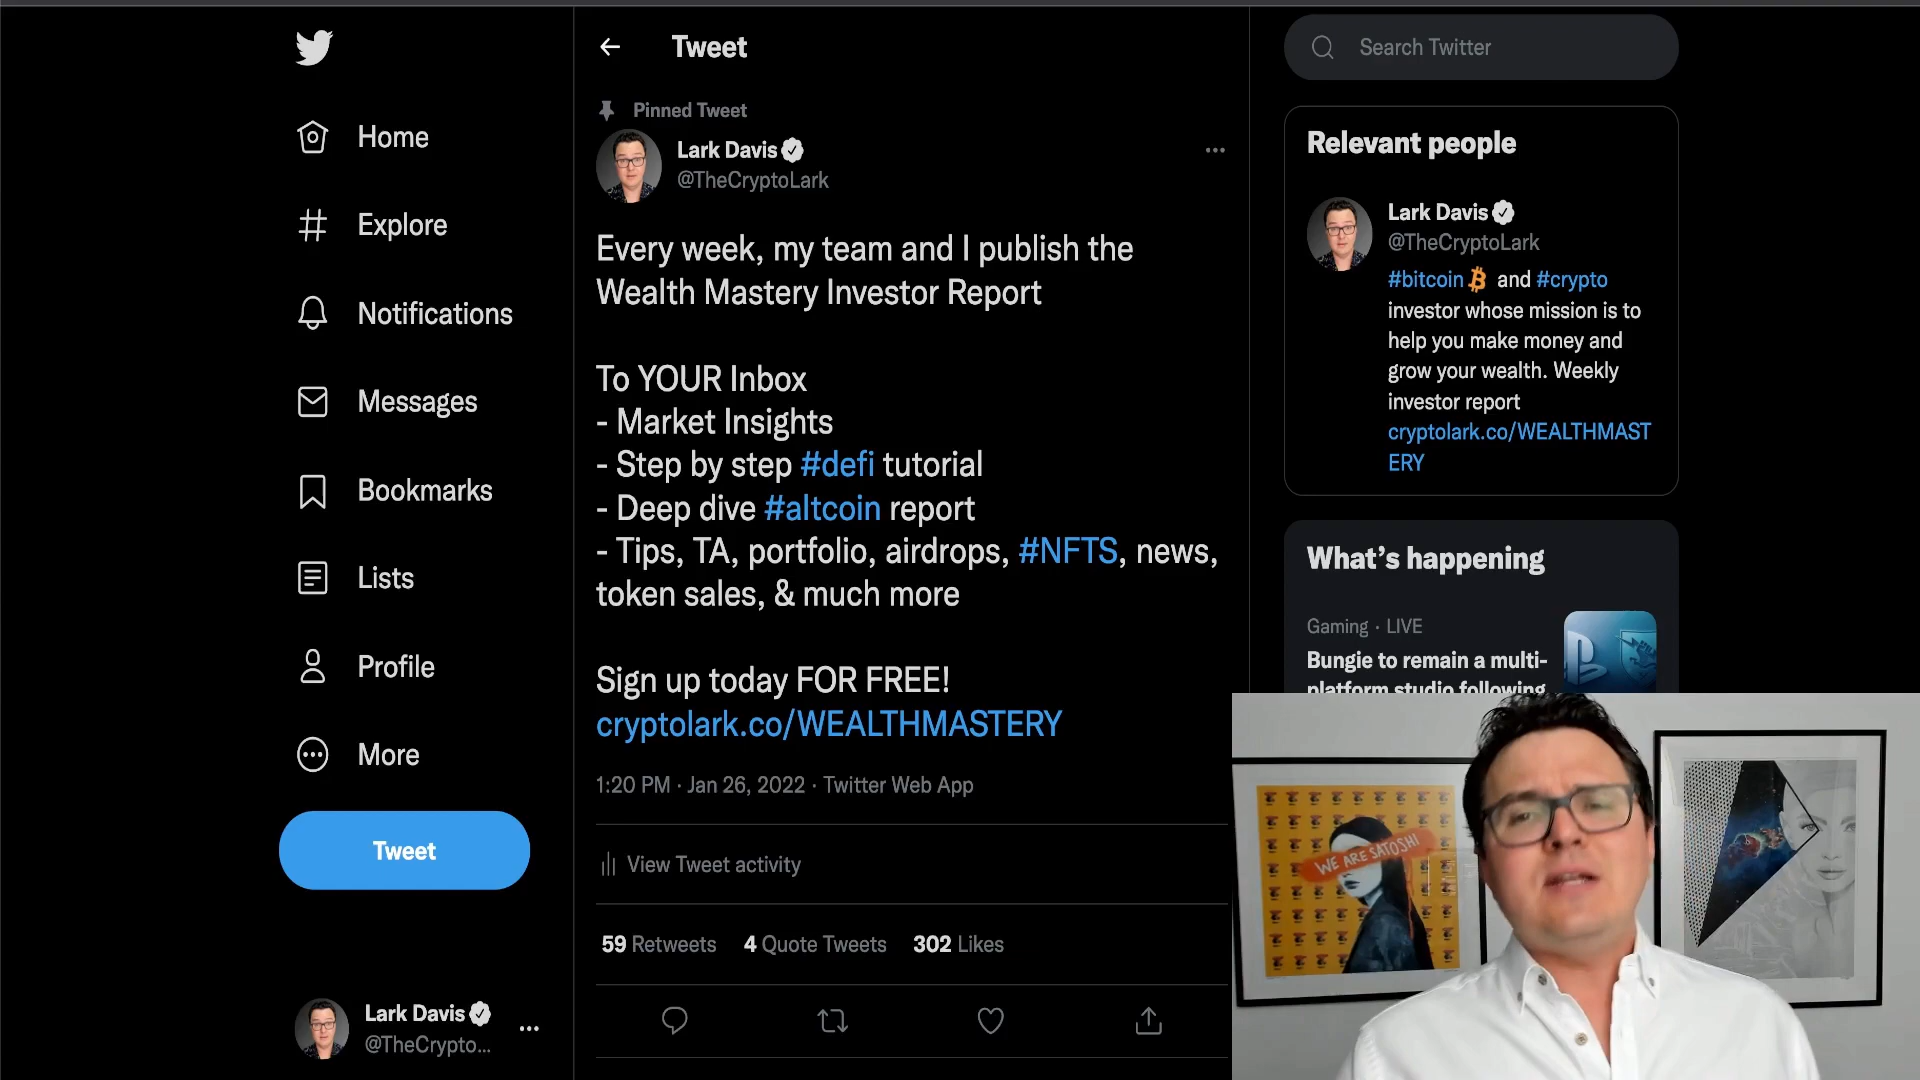 Home
Explore
Notifications
Messages
Bookmarks
Lists
Profile
More
Tweet
Lark Davis
@TheCrypto...
Tweet
Pinned Tweet
Lark Davis
@TheCryptoLark
Every week, my team and I publish the
Wealth Mastery Investor Report
To YOUR Inbox
- Market Insights
- Step by step #defi tutorial
- Deep dive #altcoin report
- Tips, TA, portfolio, airdrops, #NFTS, news,
token sales, & much more
Sign up today FOR FREE!
cryptolark.co/WEALTHMASTERY
1:20 PM · Jan 26, 2022 · Twitter Web App
View Tweet activity
59 Retweets 4 Quote Tweets 302 Likes
Search Twitter
Relevant people
Lark Davis
@TheCryptoLark
#bitcoin and #crypto
investor whose mission is to
help you make money and
grow your wealth. Weekly
investor report
cryptolark.co/WEALTHMAST
ERY
What's happening
Gaming · LIVE
Bungie to remain a multi-
platform studio following
WE ARE SATOSHI